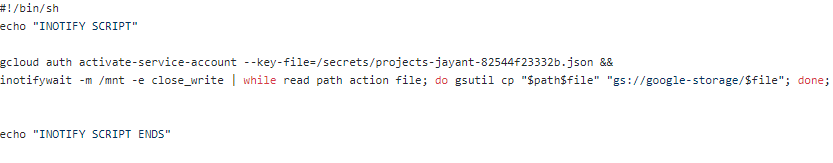 #!/bin/sh
echo "INOTIFY SCRIPT"
gcloud auth activate-service-account --key-file=/secrets/projects-jayant-82544f23332b.json &&
inotifywait -m /mnt -e close_write | while read path action file; do gsutil cp "$path$file" "gs://google-storage/$file"; done;
echo "INOTIFY SCRIPT ENDS"